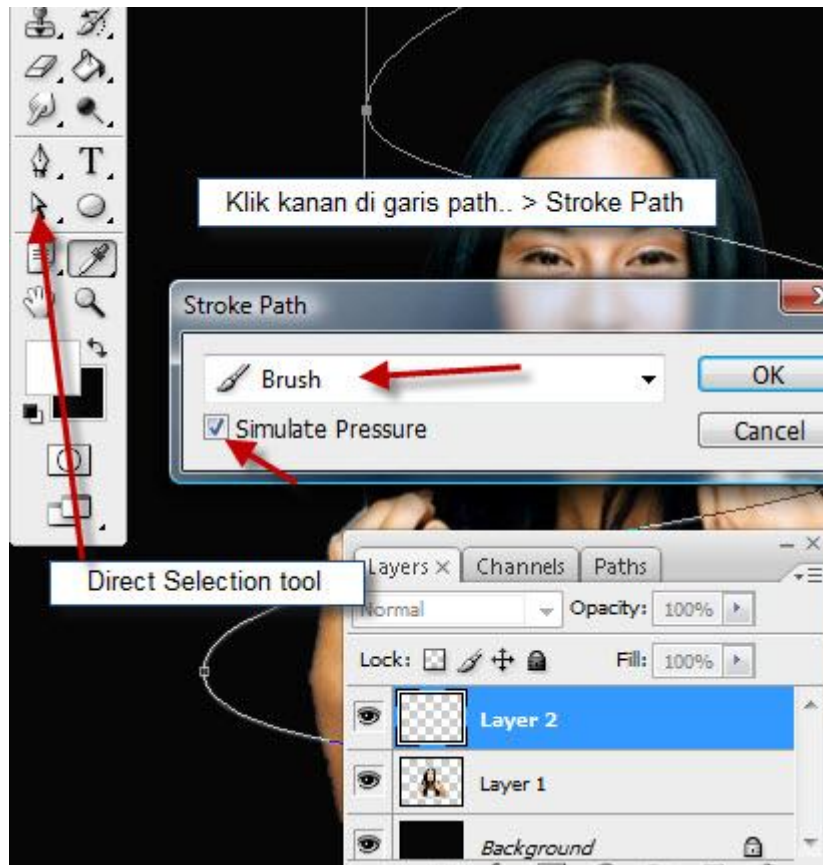 T
Klik kanan di garis path.. > Stroke Path
Stroke Path
Brush
OK
Simulate Pressure
Cancel
Direct Selection tool
Layers × Channels Paths
Normal Opacity: 100%
Lock: Fill: 100%
Layer 2
Layer 1
Background